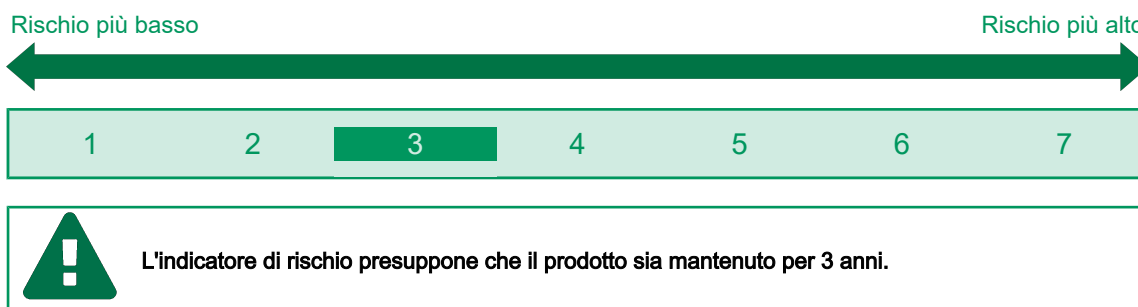 Rischio più basso Rischio più alto
1 2 3 4 5 6 7
L'indicatore di rischio presuppone che il prodotto sia mantenuto per 3 anni.